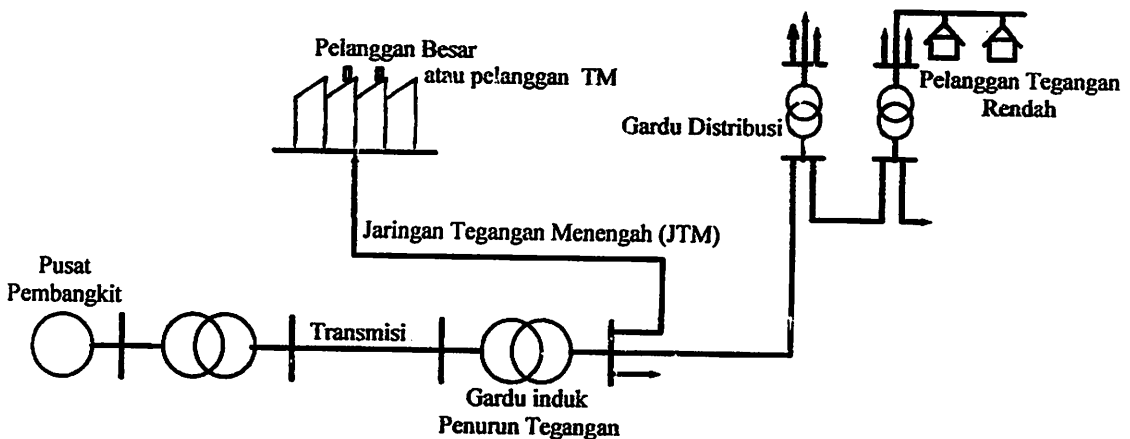 Pelanggan Besar
atau pelanggan TM
Pelanggan Tegangan
Rendah
Gardu Distribusi
Jaringan Tegangan Menengah (JTM)
Pusat
Pembangkit
Transmisi
Gardu induk
Penurun Tegangan